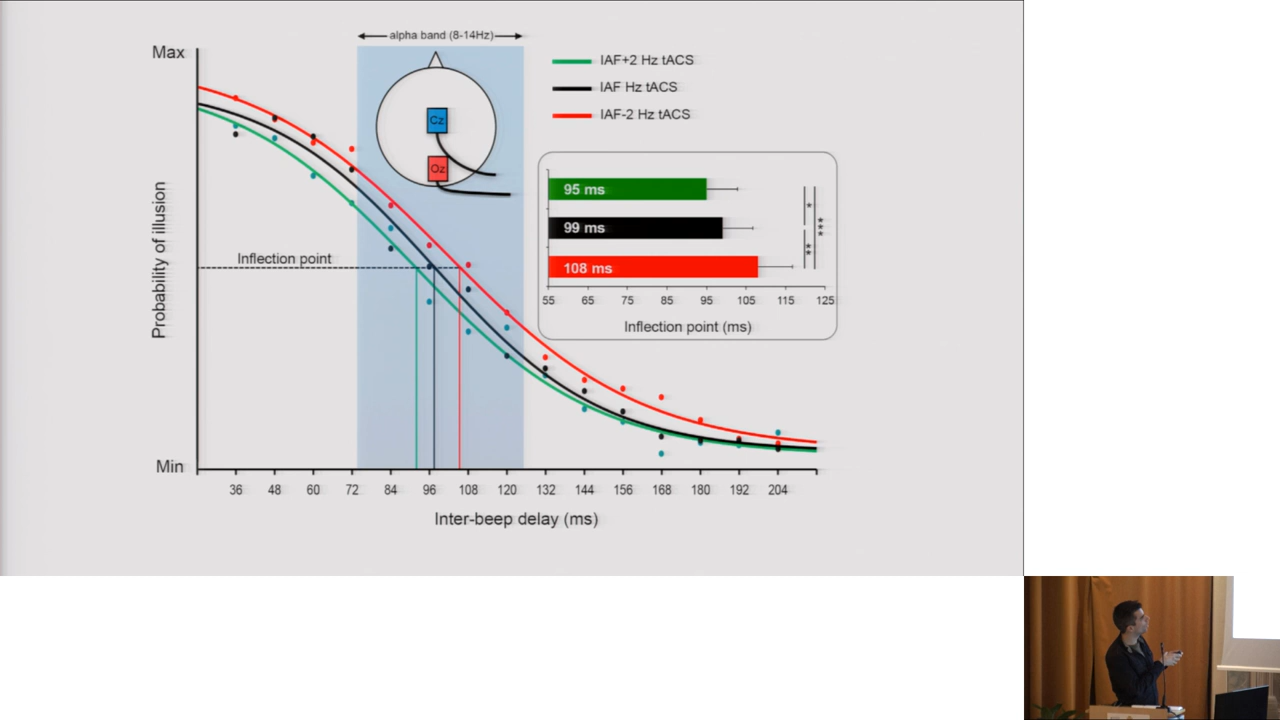 alpha band (8-14Hz)
Max
IAF+2 Hz tACS
IAF Hz tACS
IAF-2 Hz tACS
Cz
Oz
95 ms
99 ms
108 ms
*
**
***
55 65 75 85 95 105 115 125
Inflection point (ms)
Inflection point
Probability of illusion
Min
36 48 60 72 84 96 108 120 132 144 156 168 180 192 204
Inter-beep delay (ms)